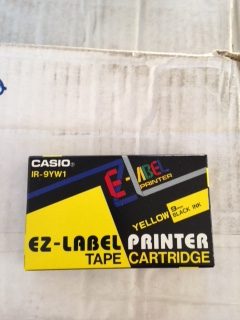 CASIO
IR-9YW1
E-LABEL
PRINTER
YELLOW
9mm
BLACK INK
EZ-LABEL PRINTER
TAPE CARTRIDGE